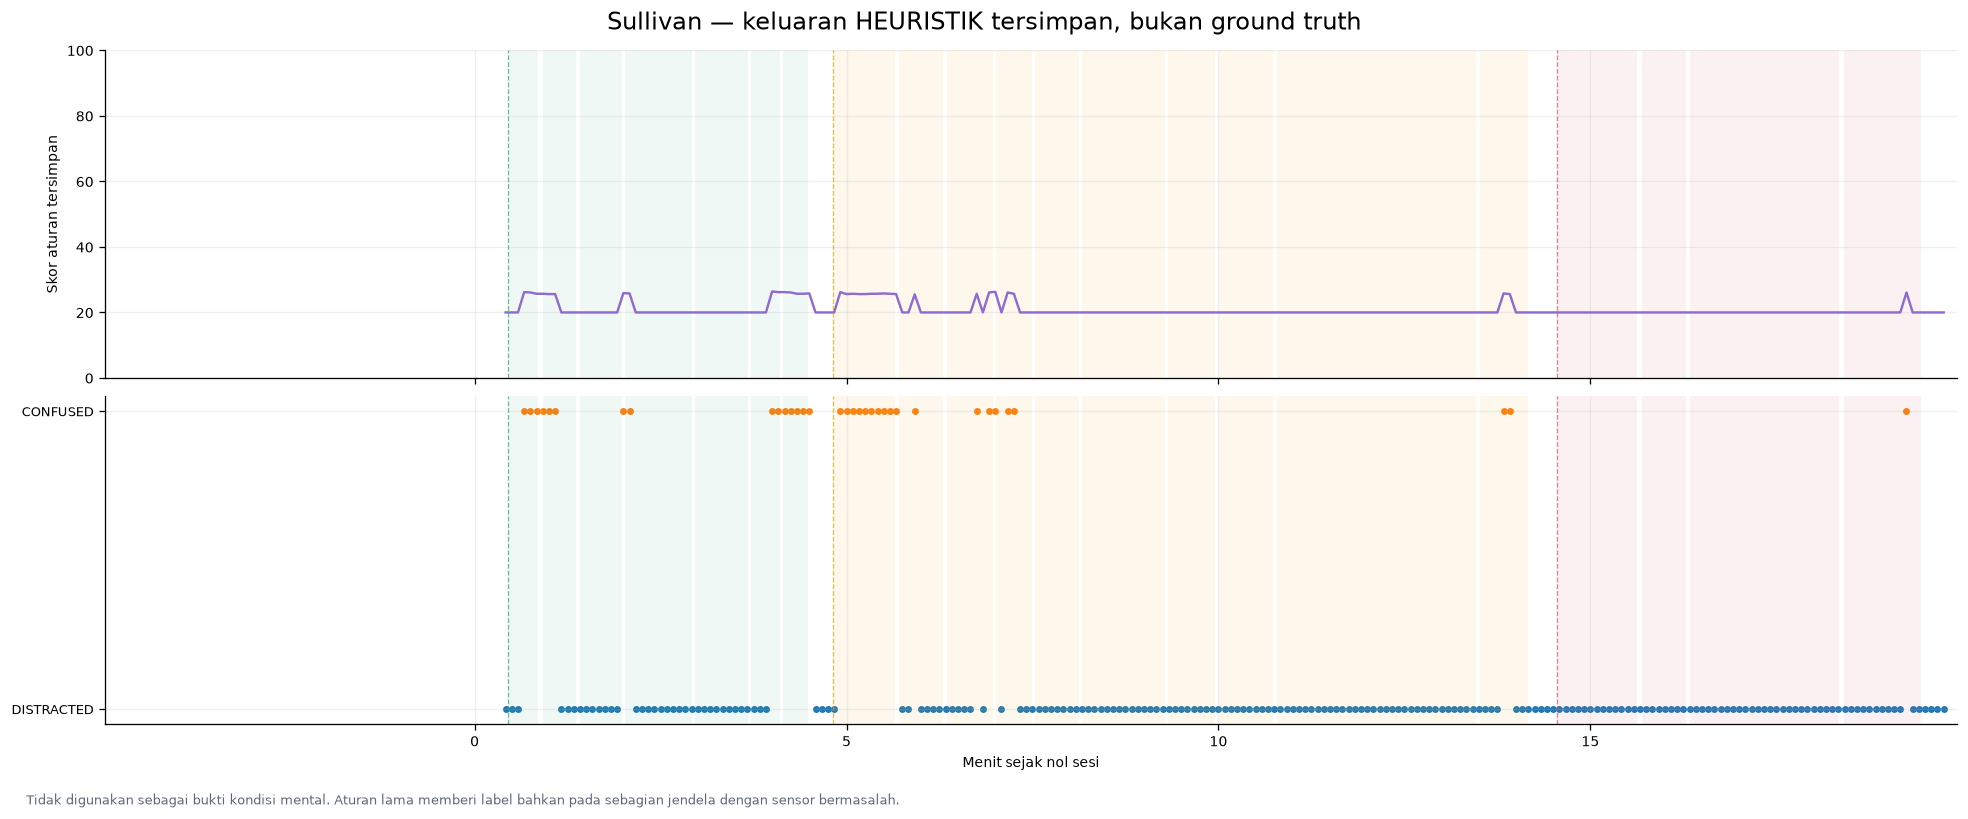 Sullivan — keluaran HEURISTIK tersimpan, bukan ground truth
Skor aturan tersimpan
100
80
60
40
20
0
CONFUSED
DISTRACTED
0
5
10
15
Menit sejak nol sesi
Tidak digunakan sebagai bukti kondisi mental. Aturan lama memberi label bahkan pada sebagian jendela dengan sensor bermasalah.